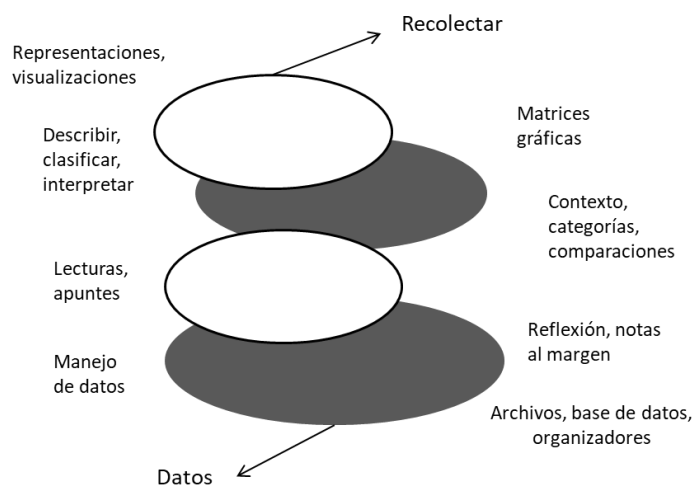 Recolectar
Representaciones,
visualizaciones
Matrices
gráficas
Describir,
clasificar,
interpretar
Contexto,
categorías,
comparaciones
Lecturas,
apuntes
Reflexión, notas
al margen
Manejo
de datos
Archivos, base de datos,
organizadores
Datos